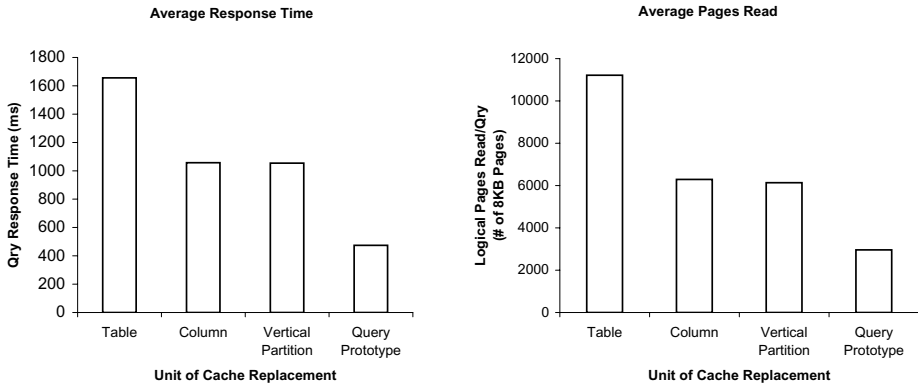 Average Response Time
Qry Response Time (ms)
1800
1600
1400
1200
1000
800
600
400
200
0
Table
Column
Vertical
Partition
Query
Prototype
Unit of Cache Replacement
Average Pages Read
Logical Pages Read/Qry
(# of 8KB Pages)
12000
10000
8000
6000
4000
2000
0
Table
Column
Vertical
Partition
Query
Prototype
Unit of Cache Replacement